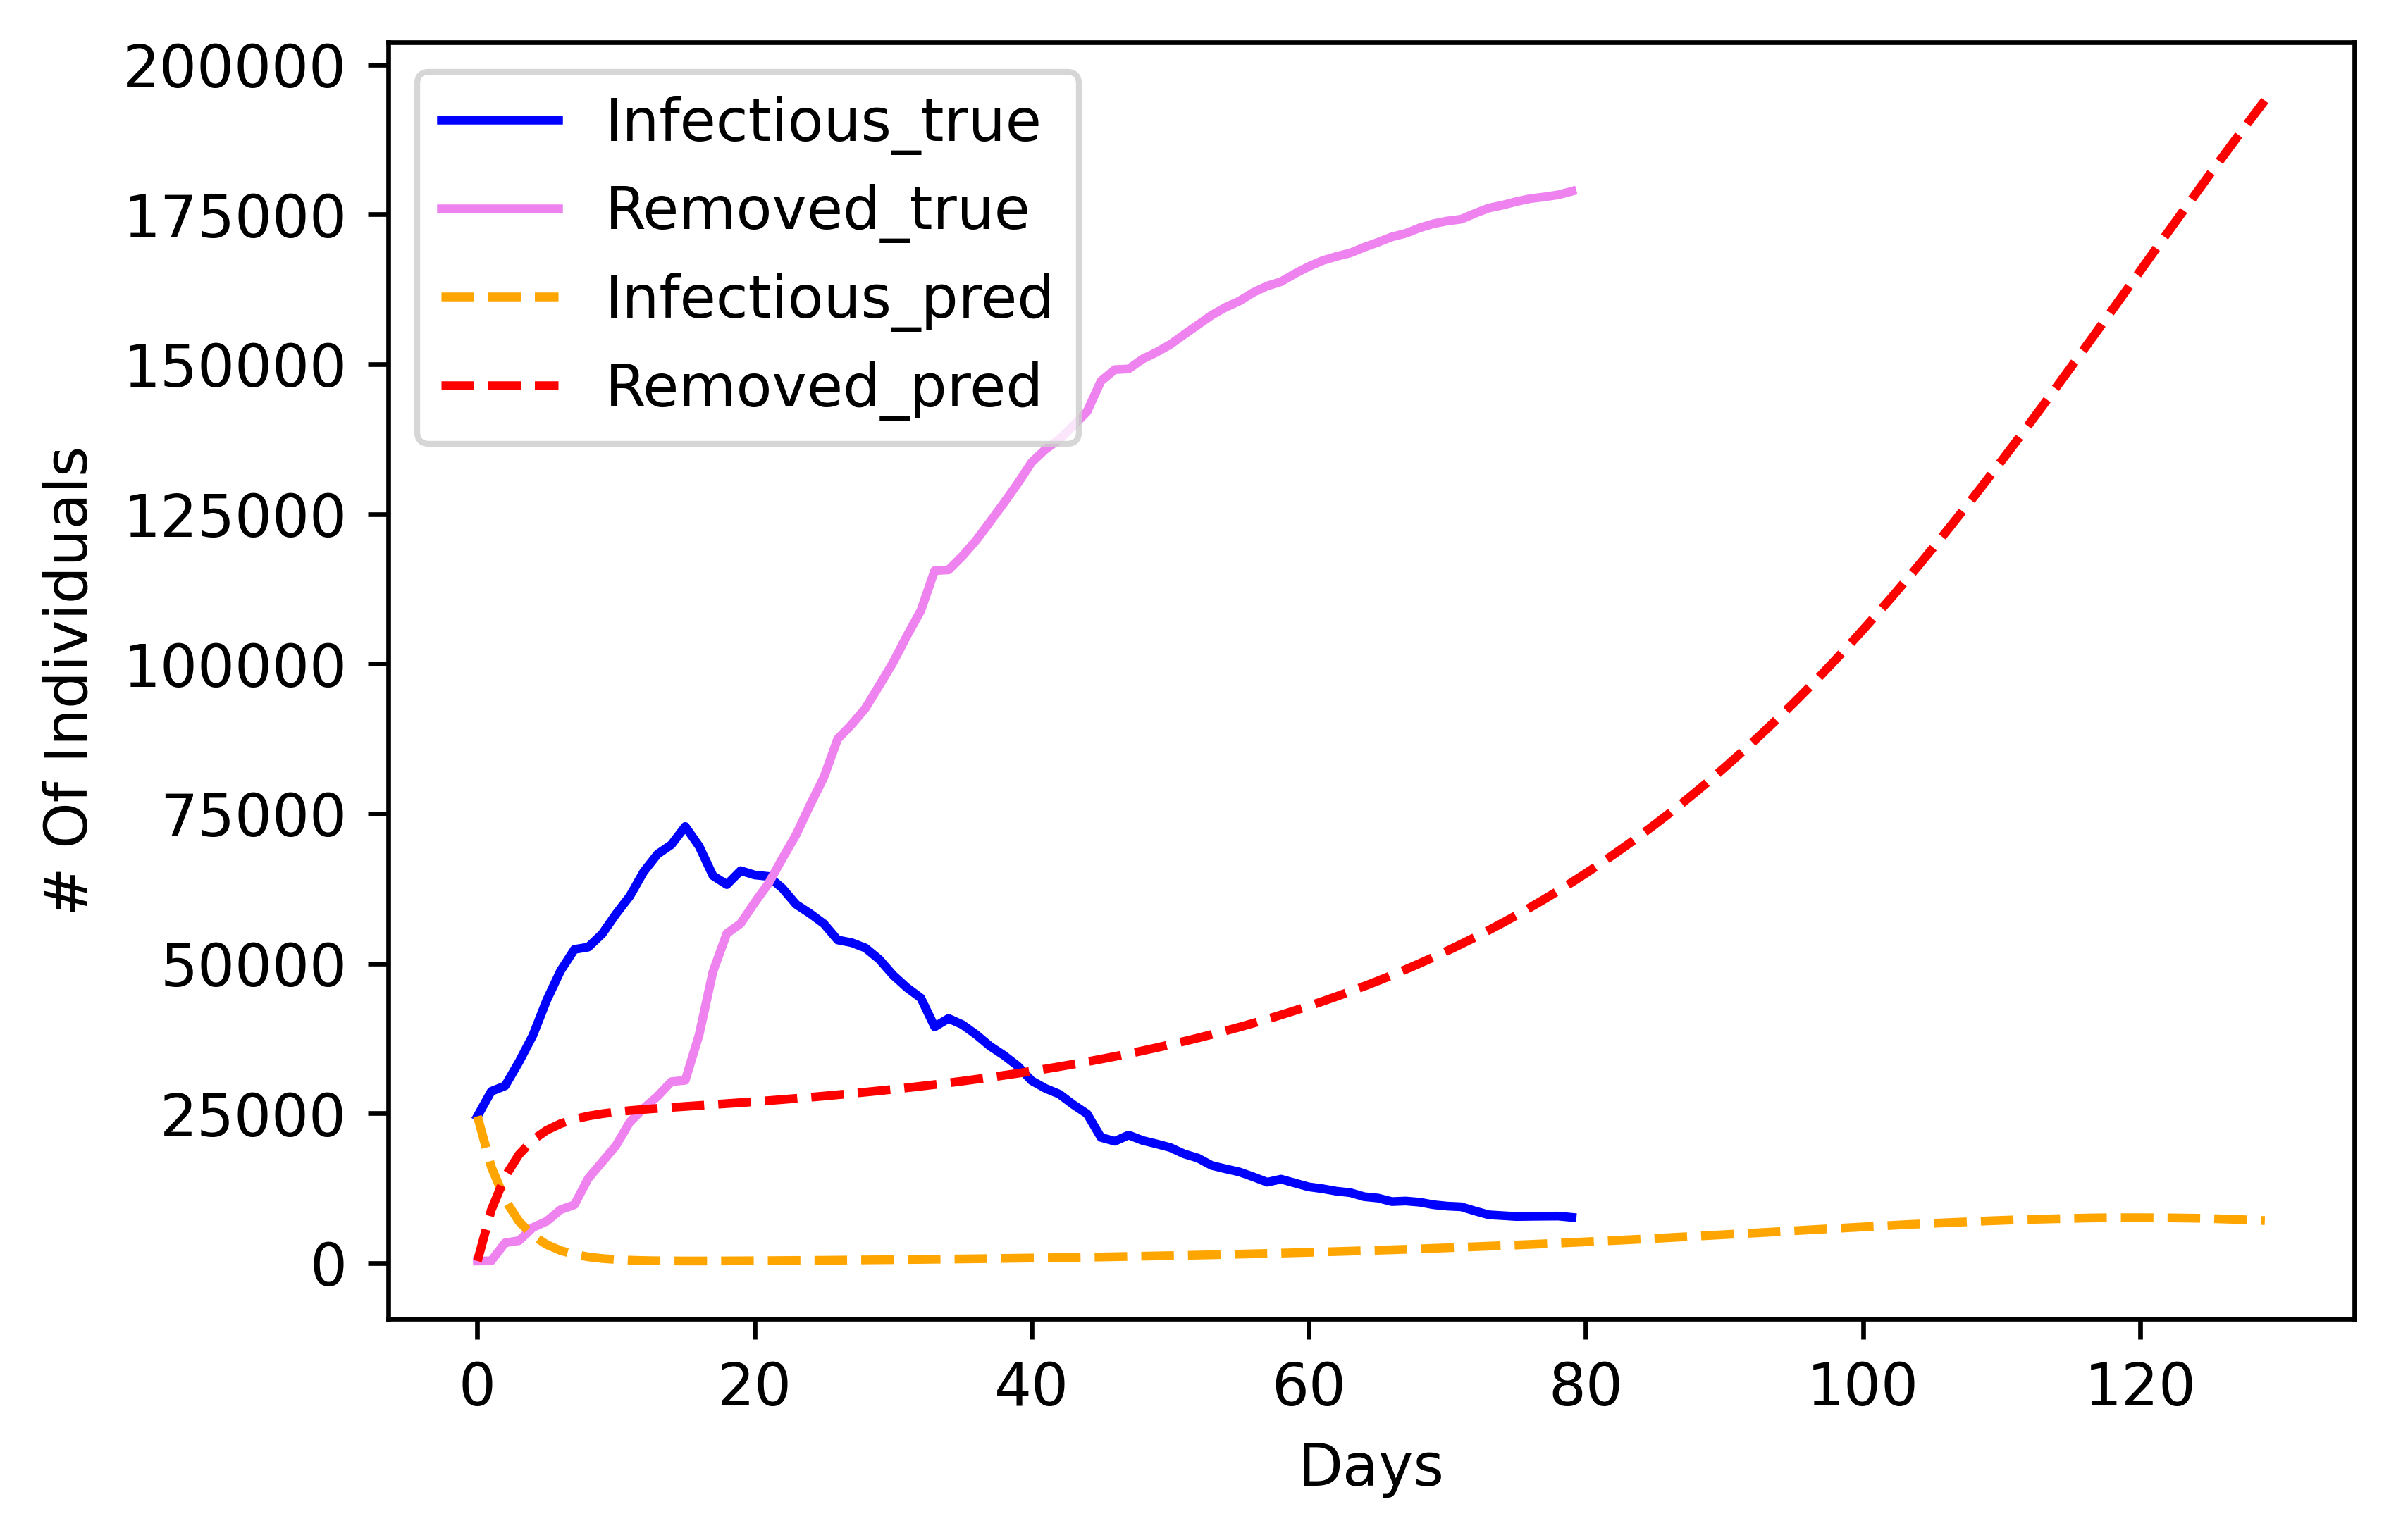 200000
175000
150000
125000
100000
75000
50000
25000
0
# Of Individuals
Infectious_true
Removed_true
Infectious_pred
Removed_pred
0 20 40 60 80 100 120
Days